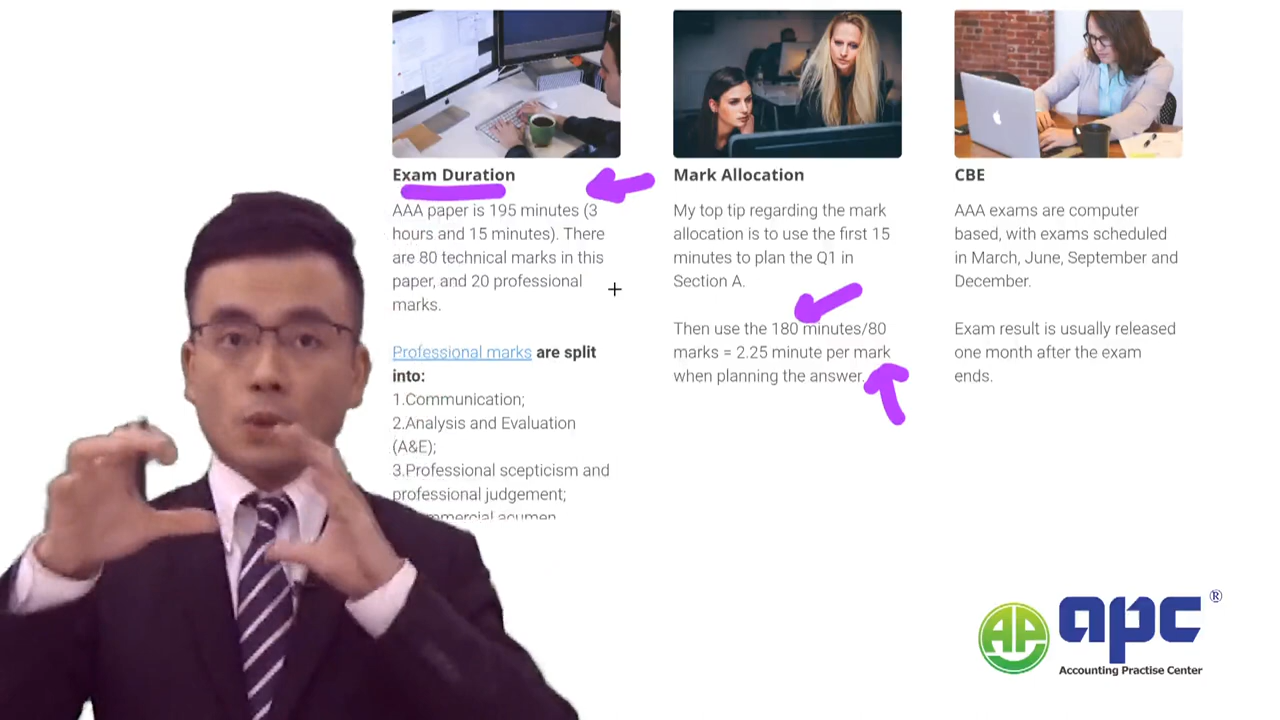 Exam Duration
AAA paper is 195 minutes (3
hours and 15 minutes). There
are 80 technical marks in this
paper, and 20 professional
marks.
Professional marks are split
into:
1.Communication;
2.Analysis and Evaluation
(A&E);
3.Professional scepticism and
professional judgement;
commercial acumen
Mark Allocation
My top tip regarding the mark
allocation is to use the first 15
minutes to plan the Q1 in
Section A.
Then use the 180 minutes/80
marks = 2.25 minute per mark
when planning the answer.
CBE
AAA exams are computer
based, with exams scheduled
in March, June, September and
December.
Exam result is usually released
one month after the exam
ends.
AP apc ®
Accounting Practise Center